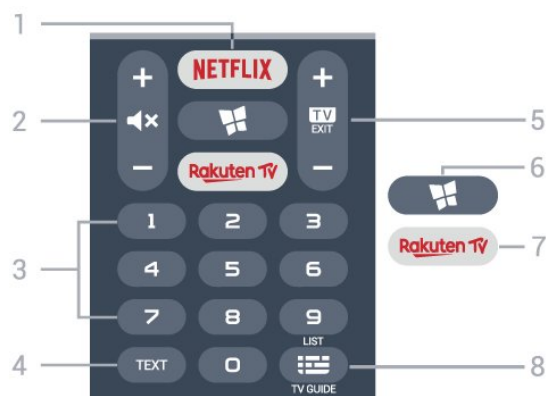 1
NETFLIX
+ +
2 TV 5
EXIT
6
- Rakuten TV -
1 2 3
Rakuten TV 7
3 4 5 6
7 8 9
LIST
4 TEXT 0 8
TV GUIDE